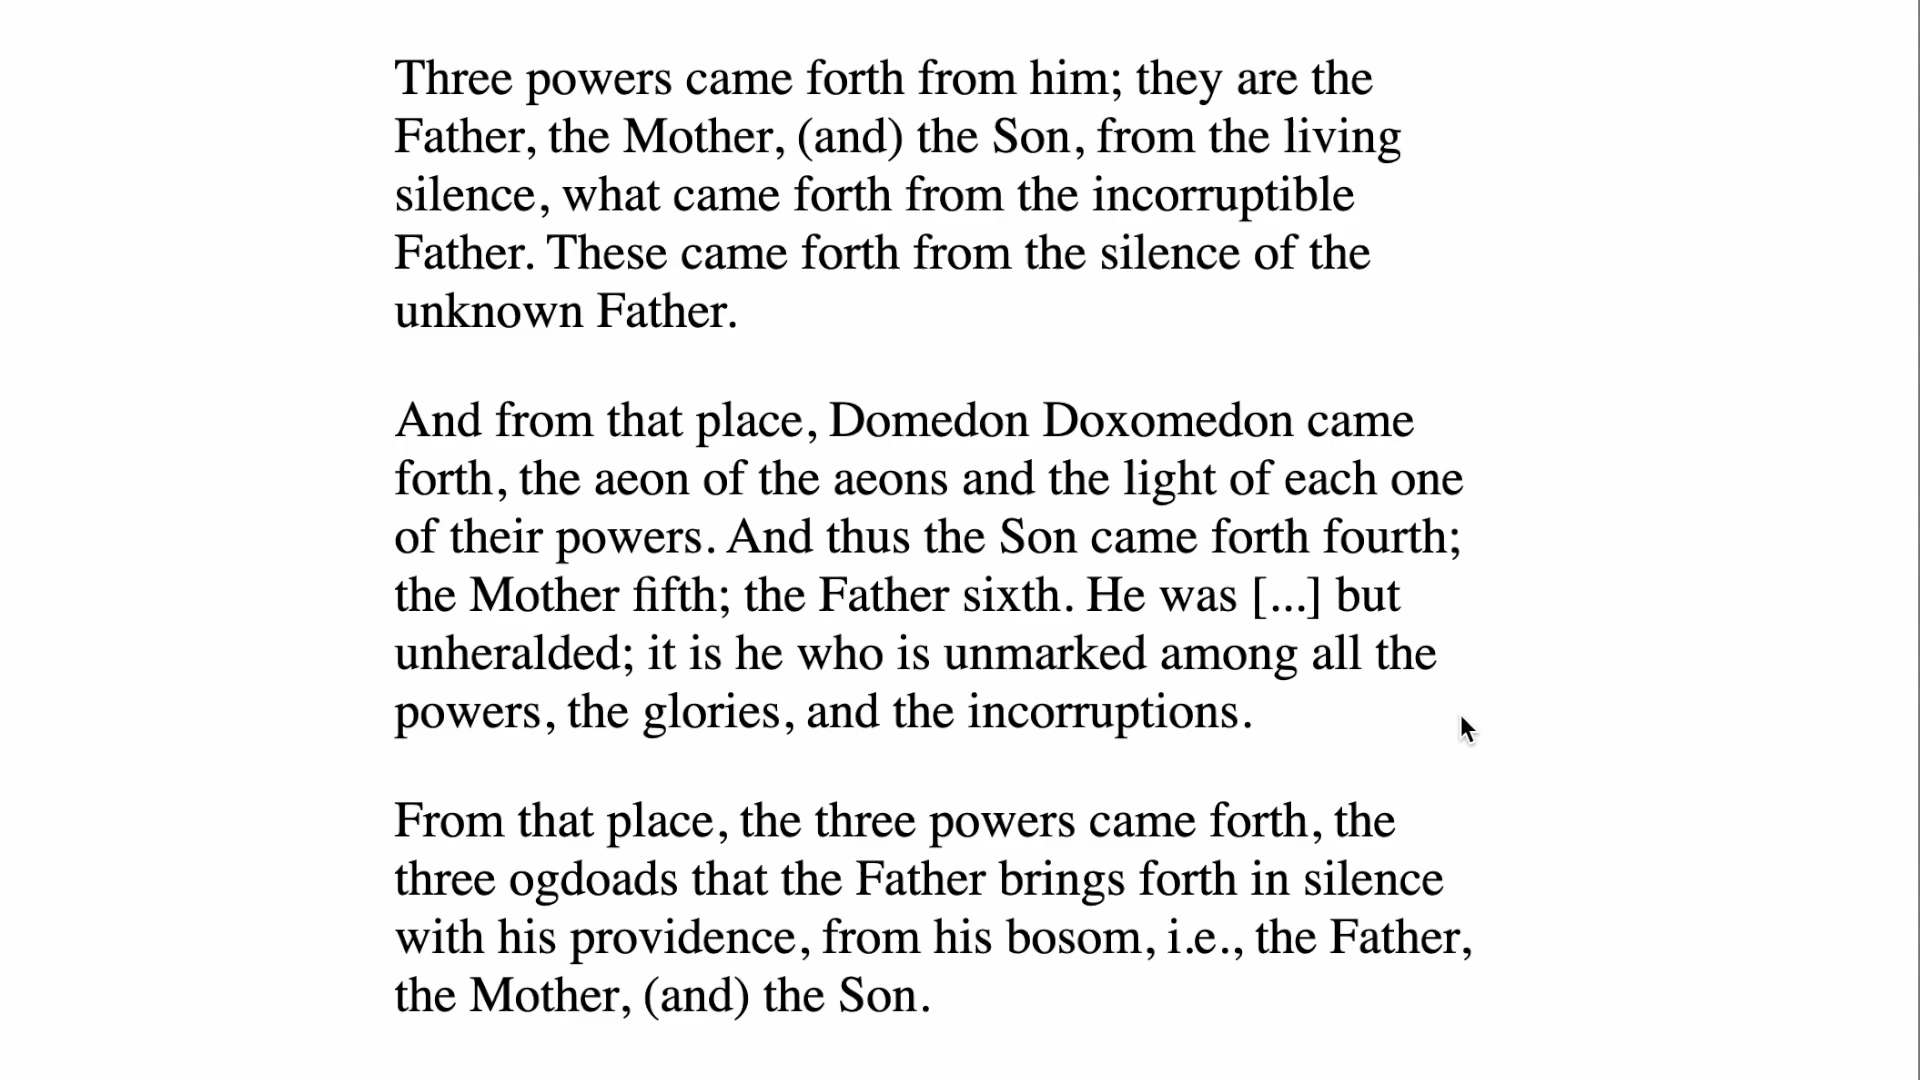 Three powers came forth from him; they are the
Father, the Mother, (and) the Son, from the living
silence, what came forth from the incorruptible
Father. These came forth from the silence of the
unknown Father.
And from that place, Domedon Doxomedon came
forth, the aeon of the aeons and the light of each one
of their powers. And thus the Son came forth fourth;
the Mother fifth; the Father sixth. He was [...] but
unheralded; it is he who is unmarked among all the
powers, the glories, and the incorruptions.
From that place, the three powers came forth, the
three ogdoads that the Father brings forth in silence
with his providence, from his bosom, i.e., the Father,
the Mother, (and) the Son.